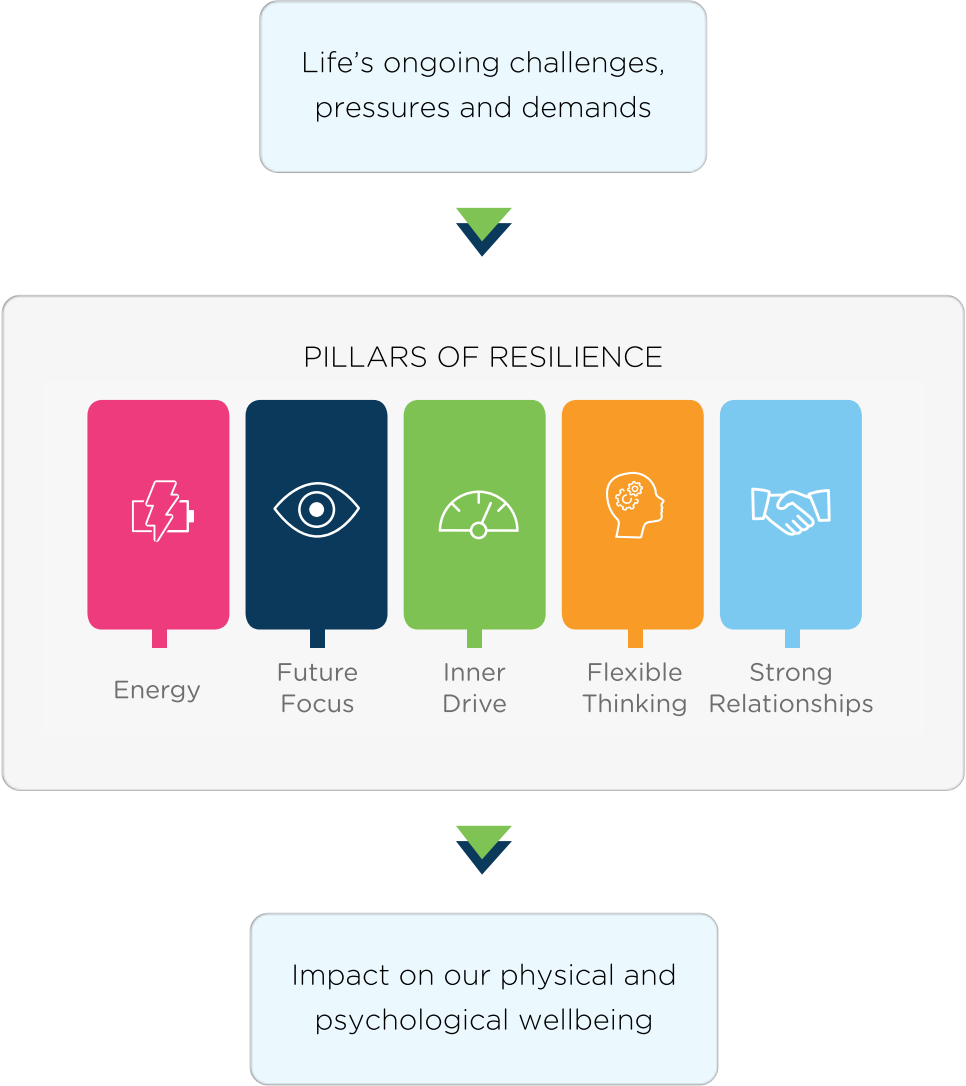 Life’s ongoing challenges,
pressures and demands
PILLARS OF RESILIENCE
Energy
Future
Focus
Inner
Drive
Flexible
Thinking
Strong
Relationships
Impact on our physical and
psychological wellbeing